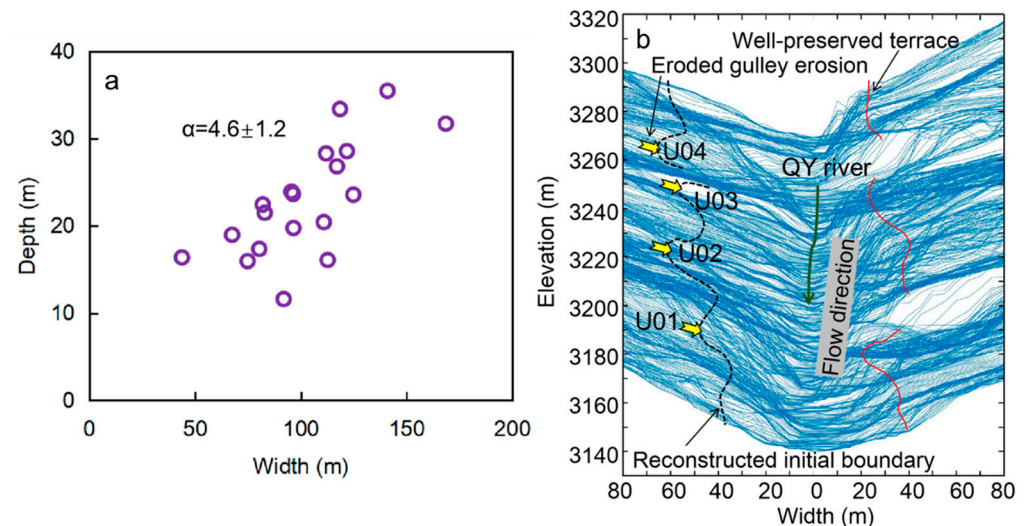 a
α=4.6±1.2
Depth (m)
40
30
20
10
0
0 50 100 150 200
Width (m)
b
Well-preserved terrace
Eroded gulley erosion
U04
QY river
U03
U02
U01
Flow direction
Reconstructed initial boundary
Elevation (m)
3320
3300
3280
3260
3240
3220
3200
3180
3160
3140
3130
80 60 40 20 0 20 40 60 80
Width (m)